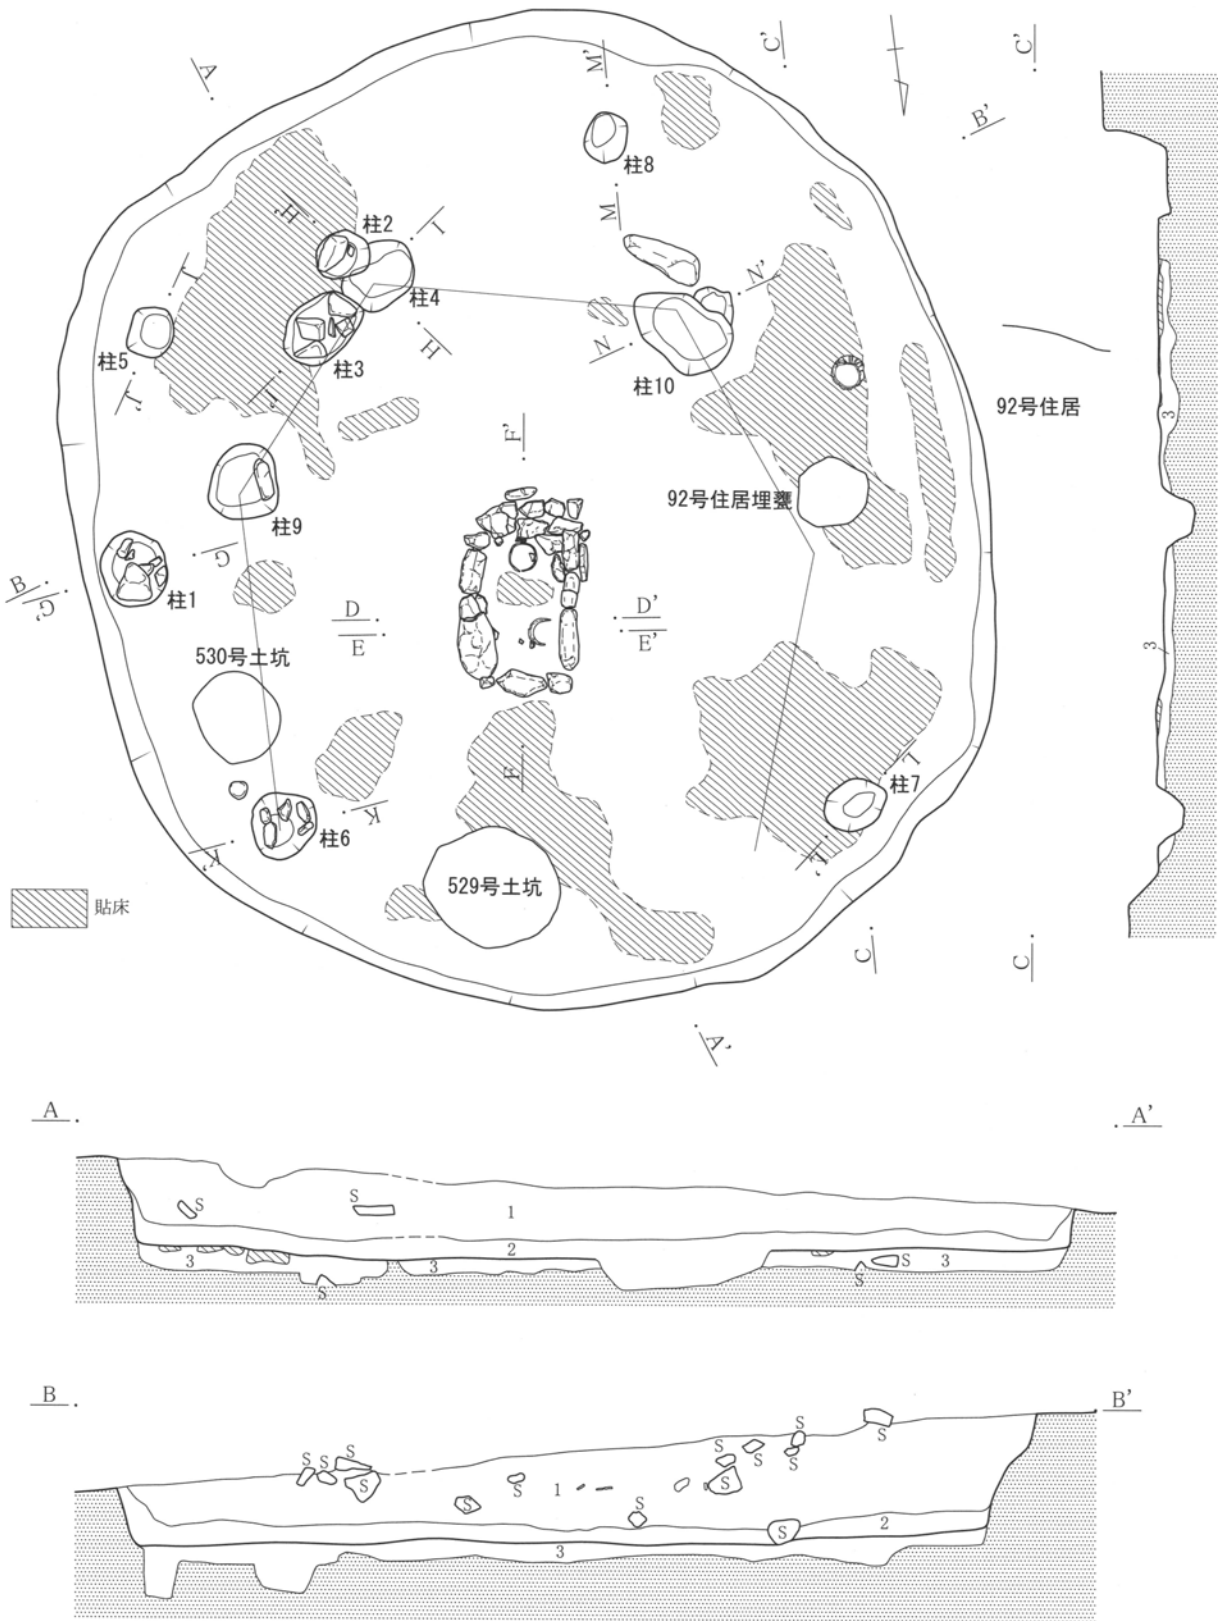 A
M'
C'
C'
B'
柱8
柱2
H'
I
M
J
N'
柱4
H
柱5
柱3
I'
J'
N
柱10
92号住居
3
F'
92号住居埋甕
柱9
G
B
G'
柱1
D
D'
E
E'
530号土坑
3
F
L
柱7
K
柱6
K'
L'
529号土坑
貼床
C
C
A'
A
A'
S
S
1
2
3
3
S
S
S
3
B
B'
S
S
S
S
S
S
S
S
S
1
S
S
S
2
3